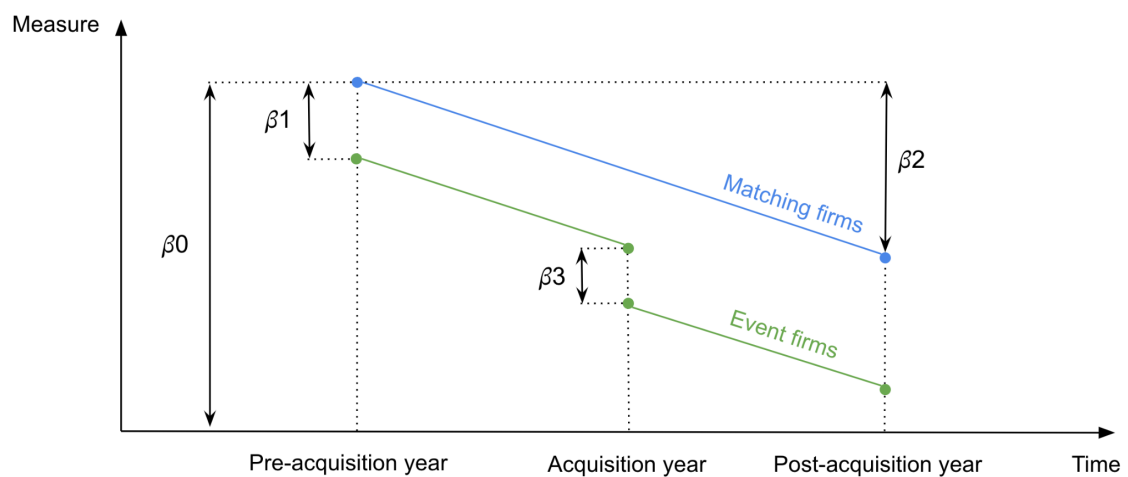 Measure
β1
β2
Matching firms
β0
β3
Event firms
Pre-acquisition year
Acquisition year
Post-acquisition year
Time